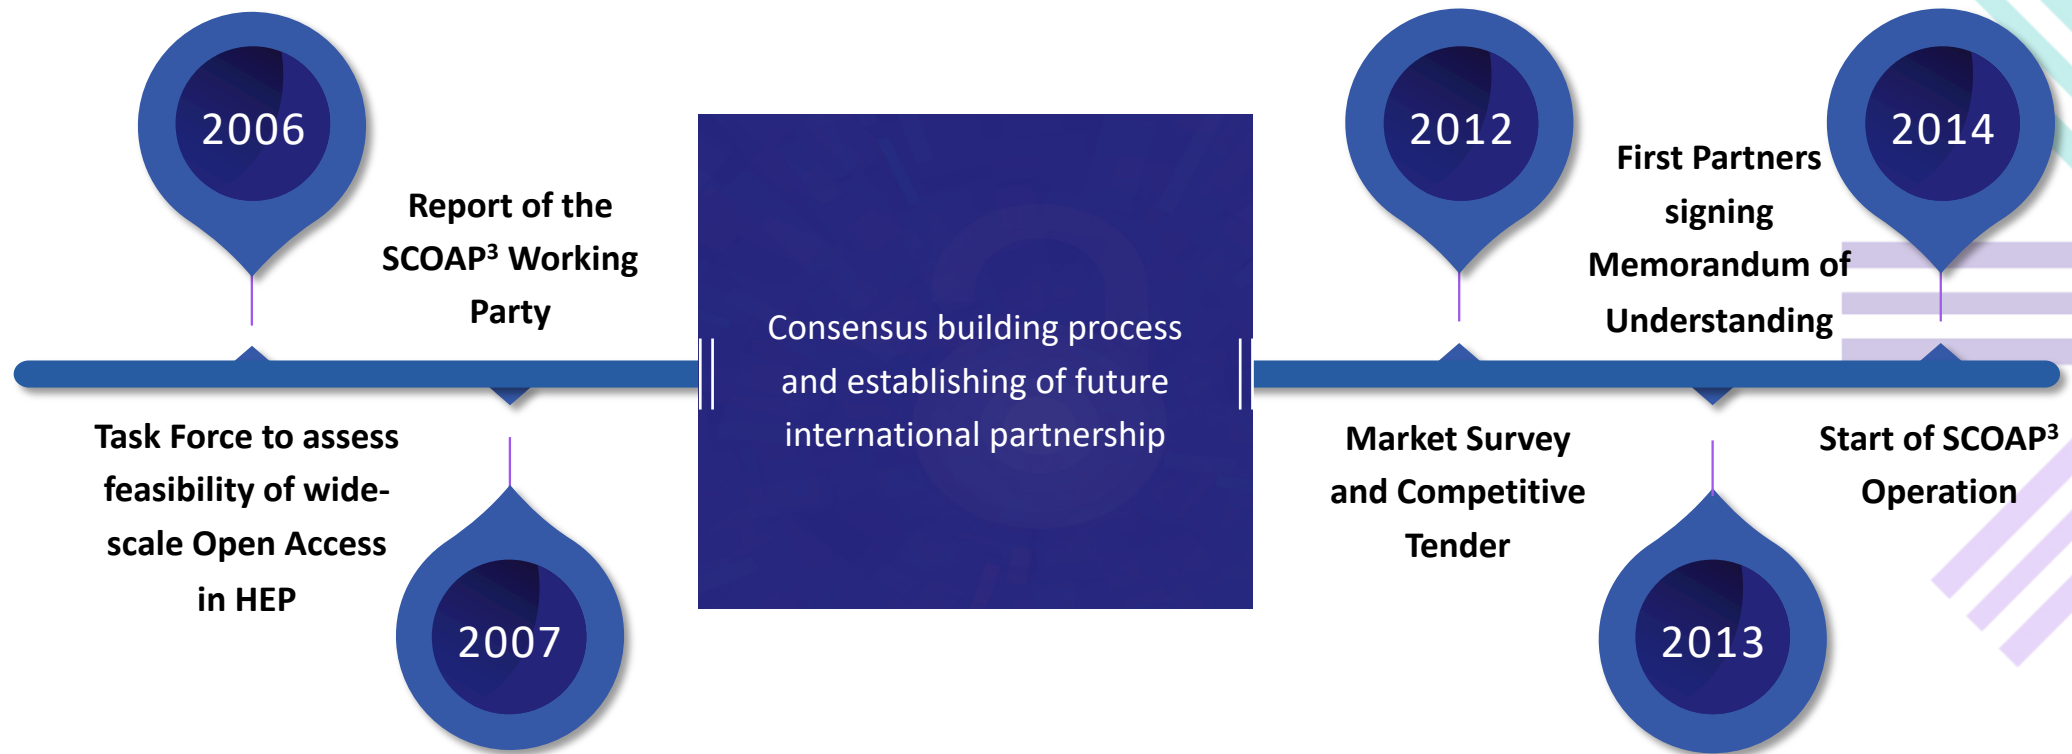 2006
Task Force to assess
feasibility of wide-
scale Open Access
in HEP
Report of the
SCOAP³ Working
Party
2007
Consensus building process
and establishing of future
international partnership
2012
Market Survey
and Competitive
Tender
First Partners
signing
Memorandum of
Understanding
2013
2014
Start of SCOAP³
Operation